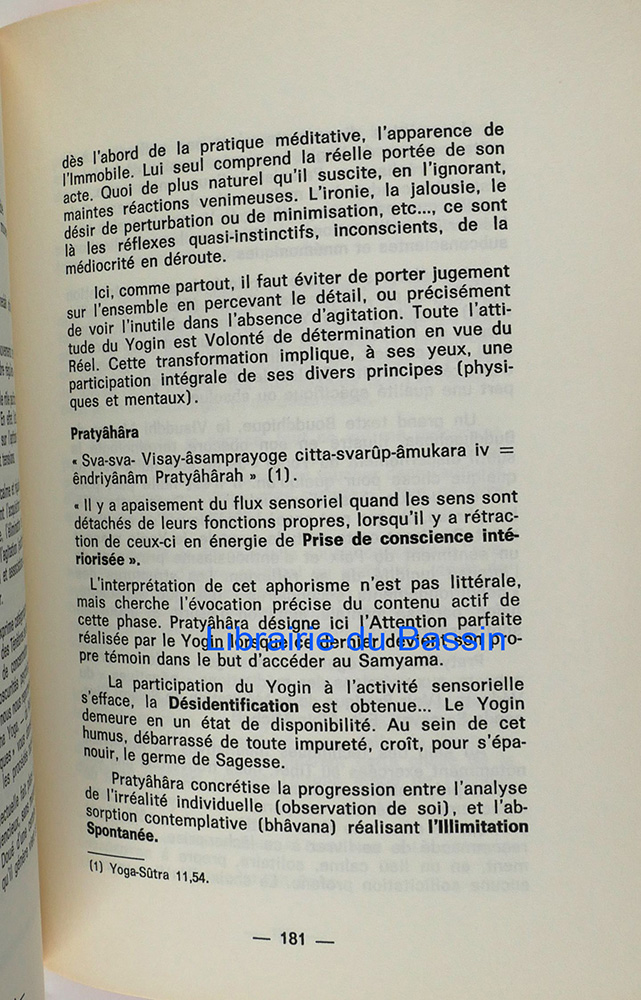 dès l'abord de la pratique méditative, l'apparence de
l'Immobile. Lui seul comprend la réelle portée de son
acte. Quoi de plus naturel qu'il suscite, en l'ignorant,
maintes réactions venimeuses. L'ironie, la jalousie, le
désir de perturbation ou de minimisation, etc..., ce sont
là les réflexes quasi-instinctifs, inconscients, de la
médiocrité en déroute.
Ici, comme partout, il faut éviter de porter jugement
sur l'ensemble en percevant le détail, ou précisément
de voir l'inutile dans l'absence d'agitation. Toute l'atti-
tude du Yogin est Volonté de détermination en vue du
Réel. Cette transformation implique, à ses yeux, une
participation intégrale de ses divers principes (physi-
ques et mentaux).
Pratyâhâra
« Sva-sva- Visay-âsamprayoge citta-svarûp-âmukara iv =
êndriyânâm Pratyâhârah » (1).
« Il y a apaisement du flux sensoriel quand les sens sont
détachés de leurs fonctions propres, lorsqu'il y a rétrac-
tion de ceux-ci en énergie de Prise de conscience inté-
riorisée ».
L'interprétation de cet aphorisme n'est pas littérale,
mais cherche l'évocation précise du contenu actif de
cette phase. Pratyâhâra désigne ici l'Attention parfaite
réalisée par le Yogin lorsque ce dernier devient son pro-
pre témoin dans le but d'accéder au Samyama.
Librairie du Bassin
La participation du Yogin à l'activité sensorielle
s'efface, la Désidentification est obtenue... Le Yogin
demeure en un état de disponibilité. Au sein de cet
humus, débarrassé de toute impureté, croît, pour s'épa-
nouir, le germe de Sagesse.
Pratyâhâra concrétise la progression entre l'analyse
de l'irréalité individuelle (observation de soi), et l'ab-
sorption contemplative (bhâvana) réalisant l'Illimitation
Spontanée.
(1) Yoga-Sûtra 11,54.
— 181 —